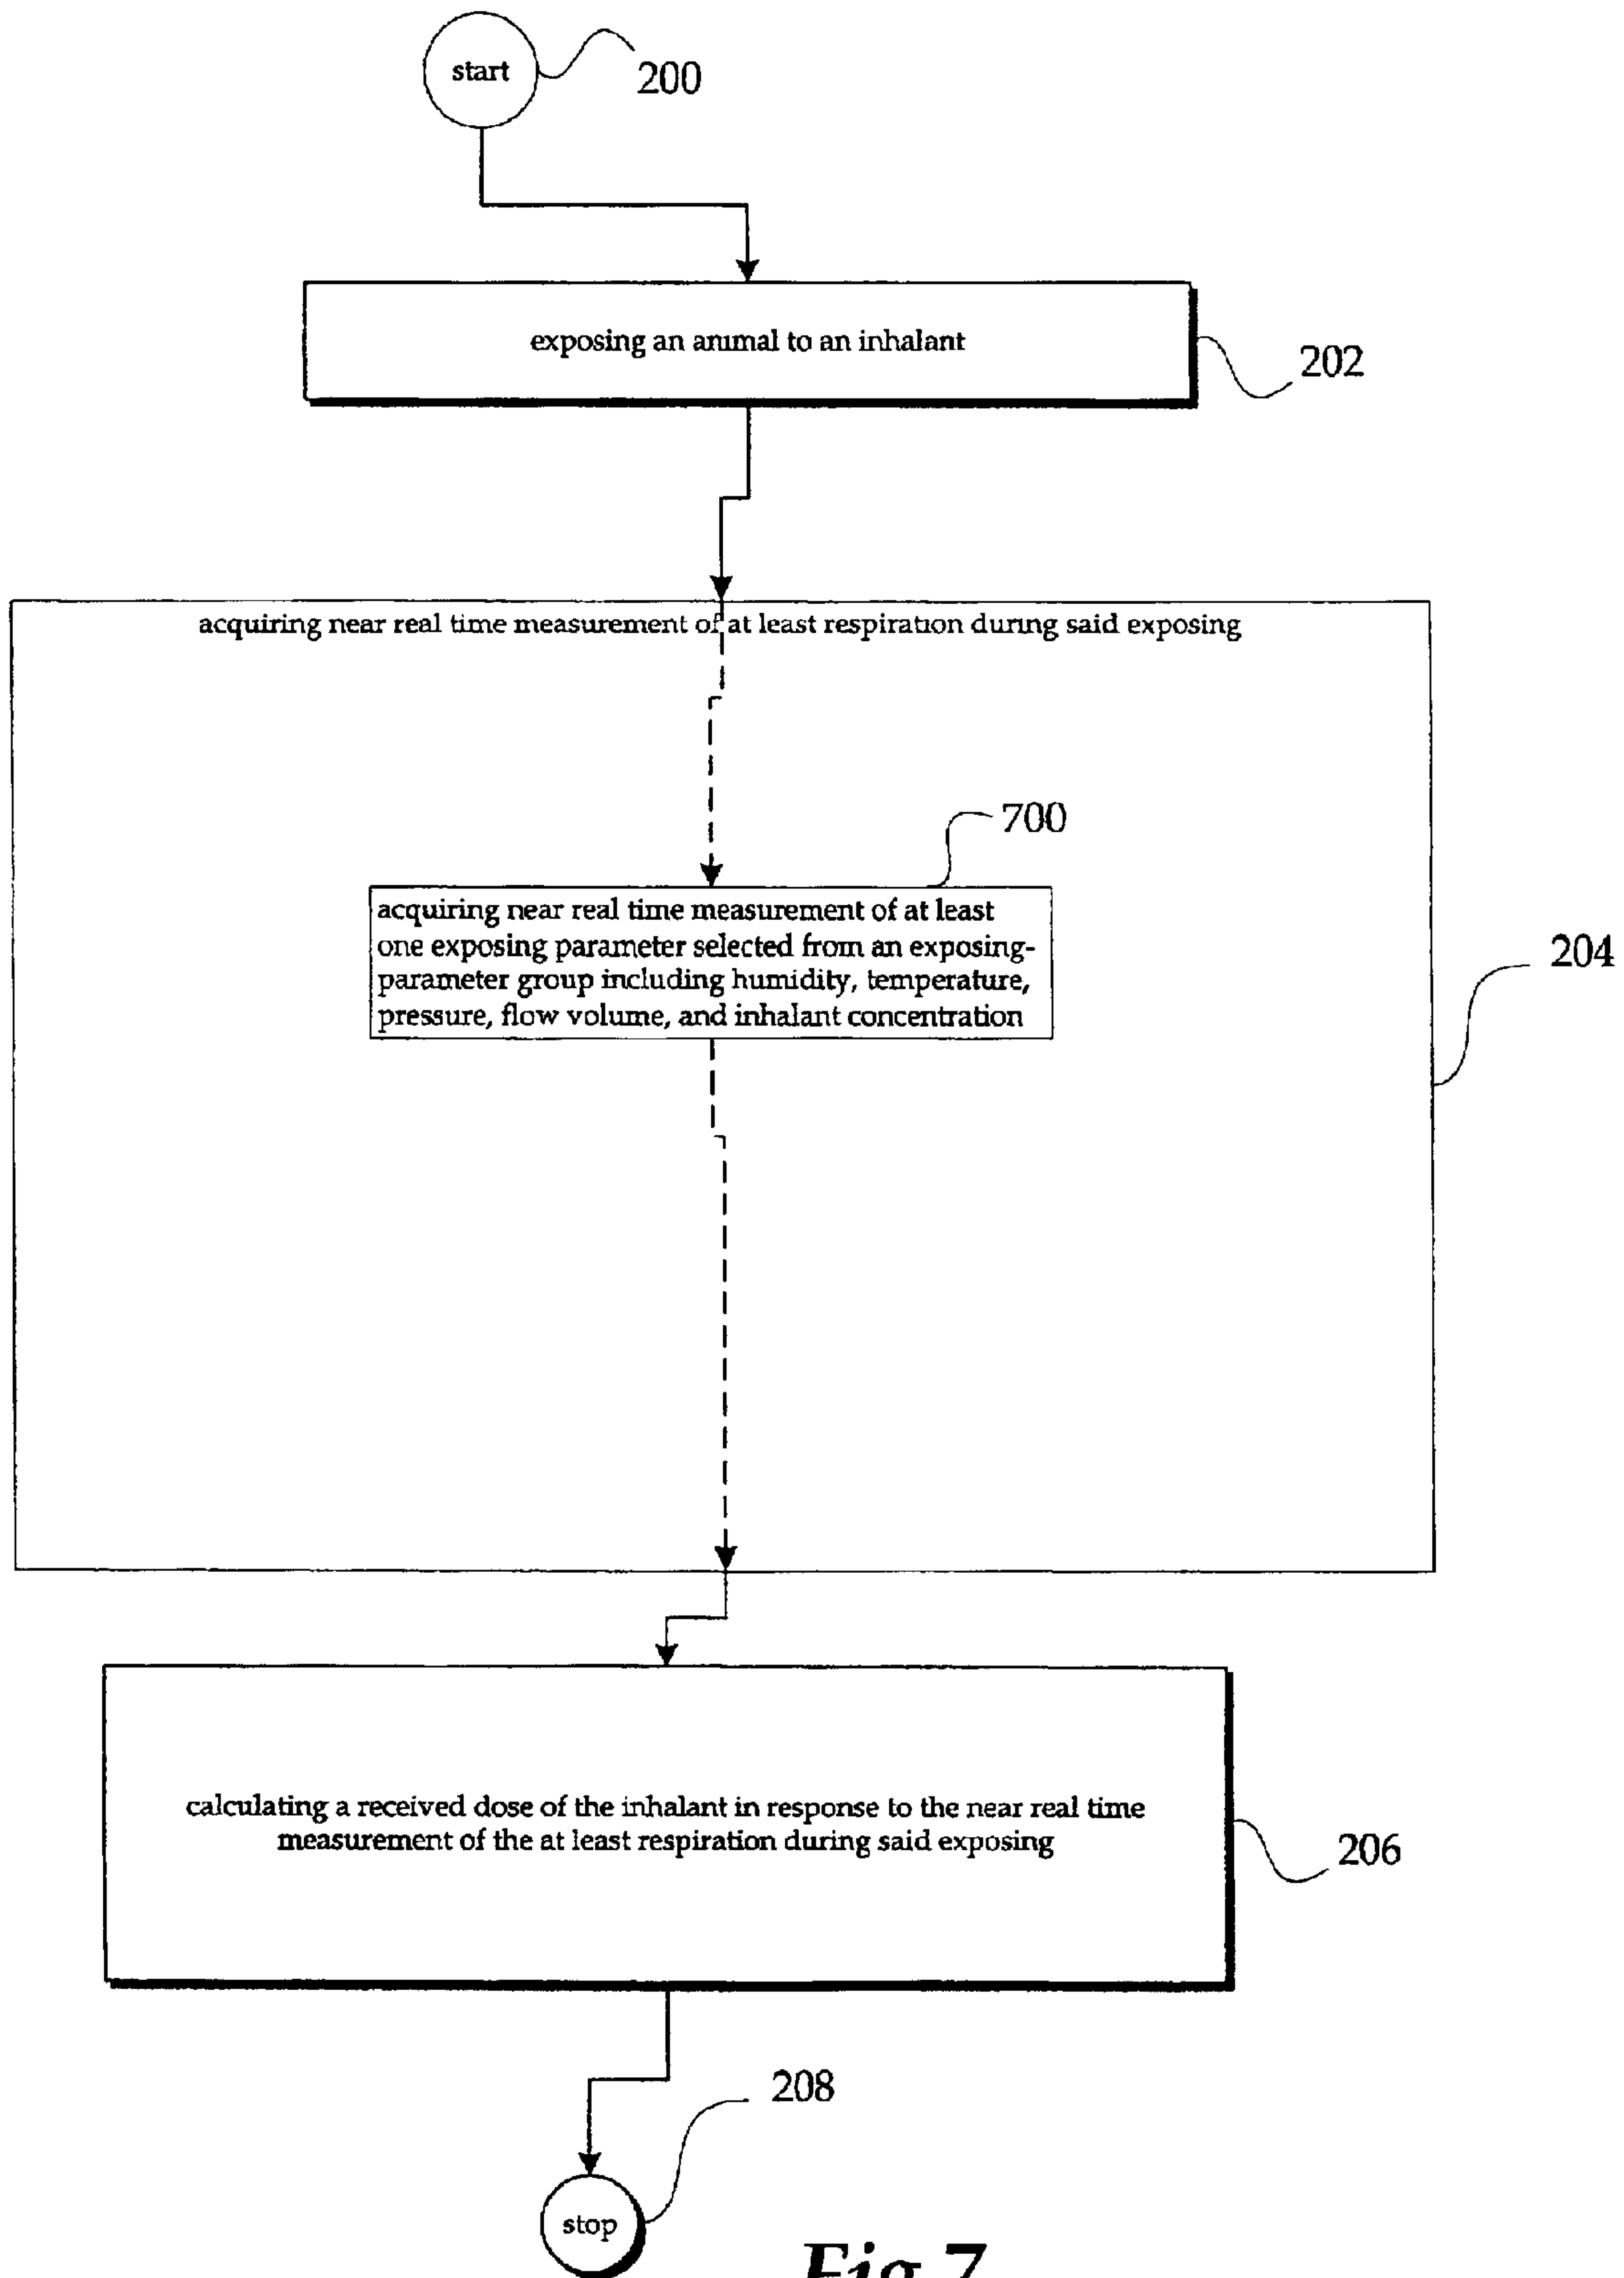 start
200
exposing an animal to an inhalant
202
acquiring near real time measurement of at least respiration during said exposing
700
acquiring near real time measurement of at least
one exposing parameter selected from an exposing-
parameter group including humidity, temperature,
pressure, flow volume, and inhalant concentration
204
calculating a received dose of the inhalant in response to the near real time
measurement of the at least respiration during said exposing
206
208
stop
Fig 7